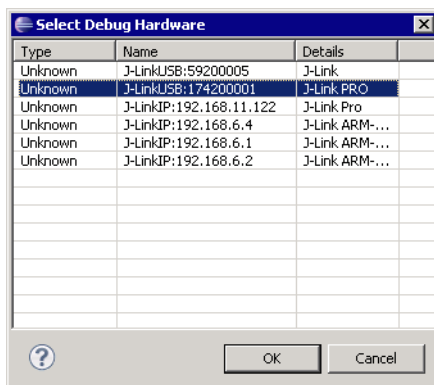 Select Debug Hardware
Type Name Details
Unknown J-LinkUSB:59200005 J-Link
Unknown J-LinkUSB:174200001 J-Link PRO
Unknown J-LinkIP:192.168.11.122 J-Link Pro
Unknown J-LinkIP:192.168.6.4 J-Link ARM-...
Unknown J-LinkIP:192.168.6.1 J-Link ARM-...
Unknown J-LinkIP:192.168.6.2 J-Link ARM-...
? OK Cancel